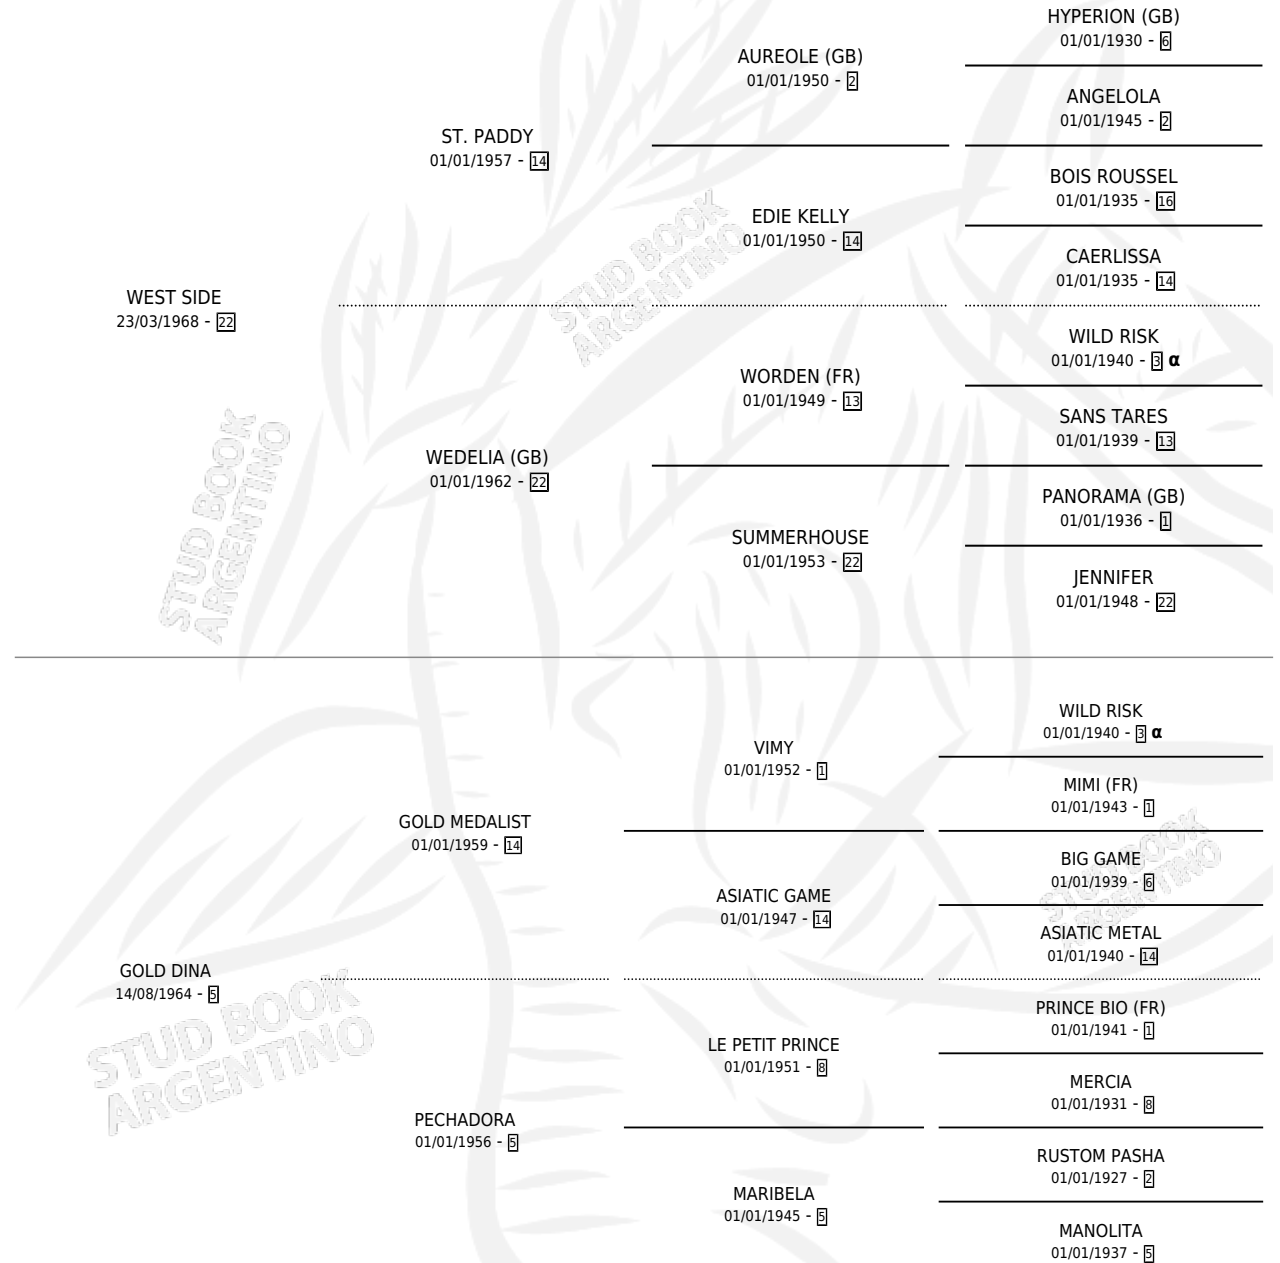 HYPERION (GB)
01/01/1930 - 6
AUREOLE (GB)
01/01/1950 - 2
ANGELOLA
01/01/1945 - 2
ST. PADDY
01/01/1957 - 14
BOIS ROUSSEL
01/01/1935 - 16
EDIE KELLY
01/01/1950 - 14
CAERLISSA
01/01/1935 - 14
WEST SIDE
23/03/1968 - 22
WILD RISK
01/01/1940 - 3 α
WORDEN (FR)
01/01/1949 - 13
SANS TARES
01/01/1939 - 13
WEDELIA (GB)
01/01/1962 - 22
PANORAMA (GB)
01/01/1936 - 1
SUMMERHOUSE
01/01/1953 - 22
JENNIFER
01/01/1948 - 22
WILD RISK
01/01/1940 - 3 α
VIMY
01/01/1952 - 1
MIMI (FR)
01/01/1943 - 1
GOLD MEDALIST
01/01/1959 - 14
BIG GAME
01/01/1939 - 6
ASIATIC GAME
01/01/1947 - 14
ASIATIC METAL
01/01/1940 - 14
GOLD DINA
14/08/1964 - 5
PRINCE BIO (FR)
01/01/1941 - 1
LE PETIT PRINCE
01/01/1951 - 8
MERCIA
01/01/1931 - 8
PECHADORA
01/01/1956 - 5
RUSTOM PASHA
01/01/1927 - 2
MARIBELA
01/01/1945 - 5
MANOLITA
01/01/1937 - 5
STUD BOOK
ARGENTINO
STUD BOOK
ARGENTINO
STUD BOOK
ARGENTINO
STUD BOOK
ARGENTINO